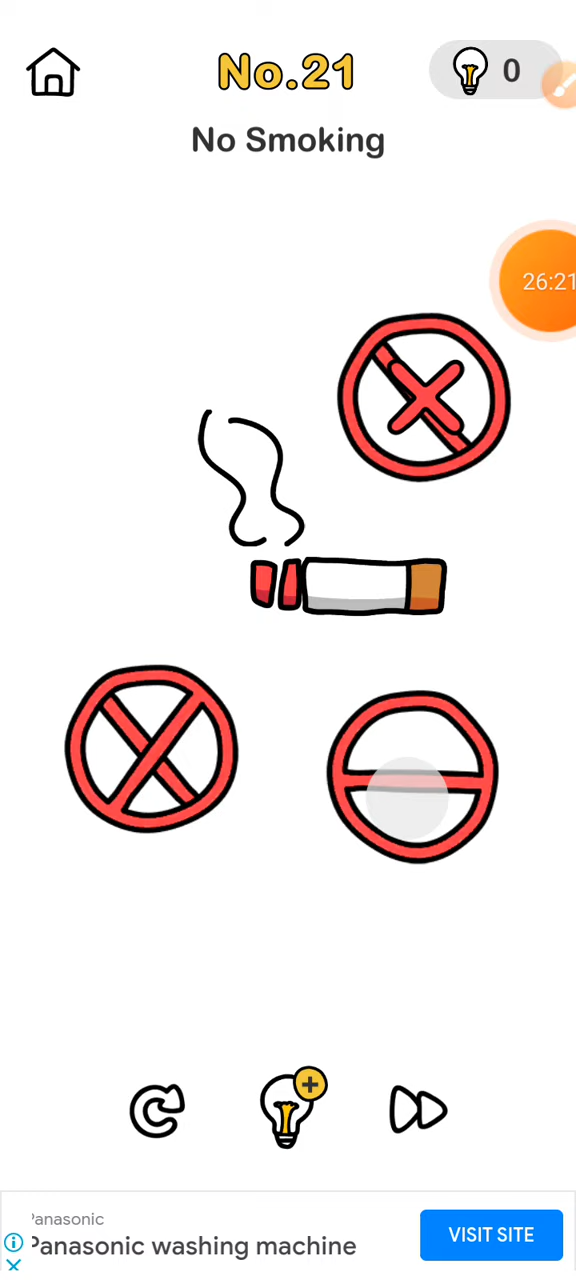 No.21
0
No Smoking
26:21
Panasonic
Panasonic washing machine
VISIT SITE